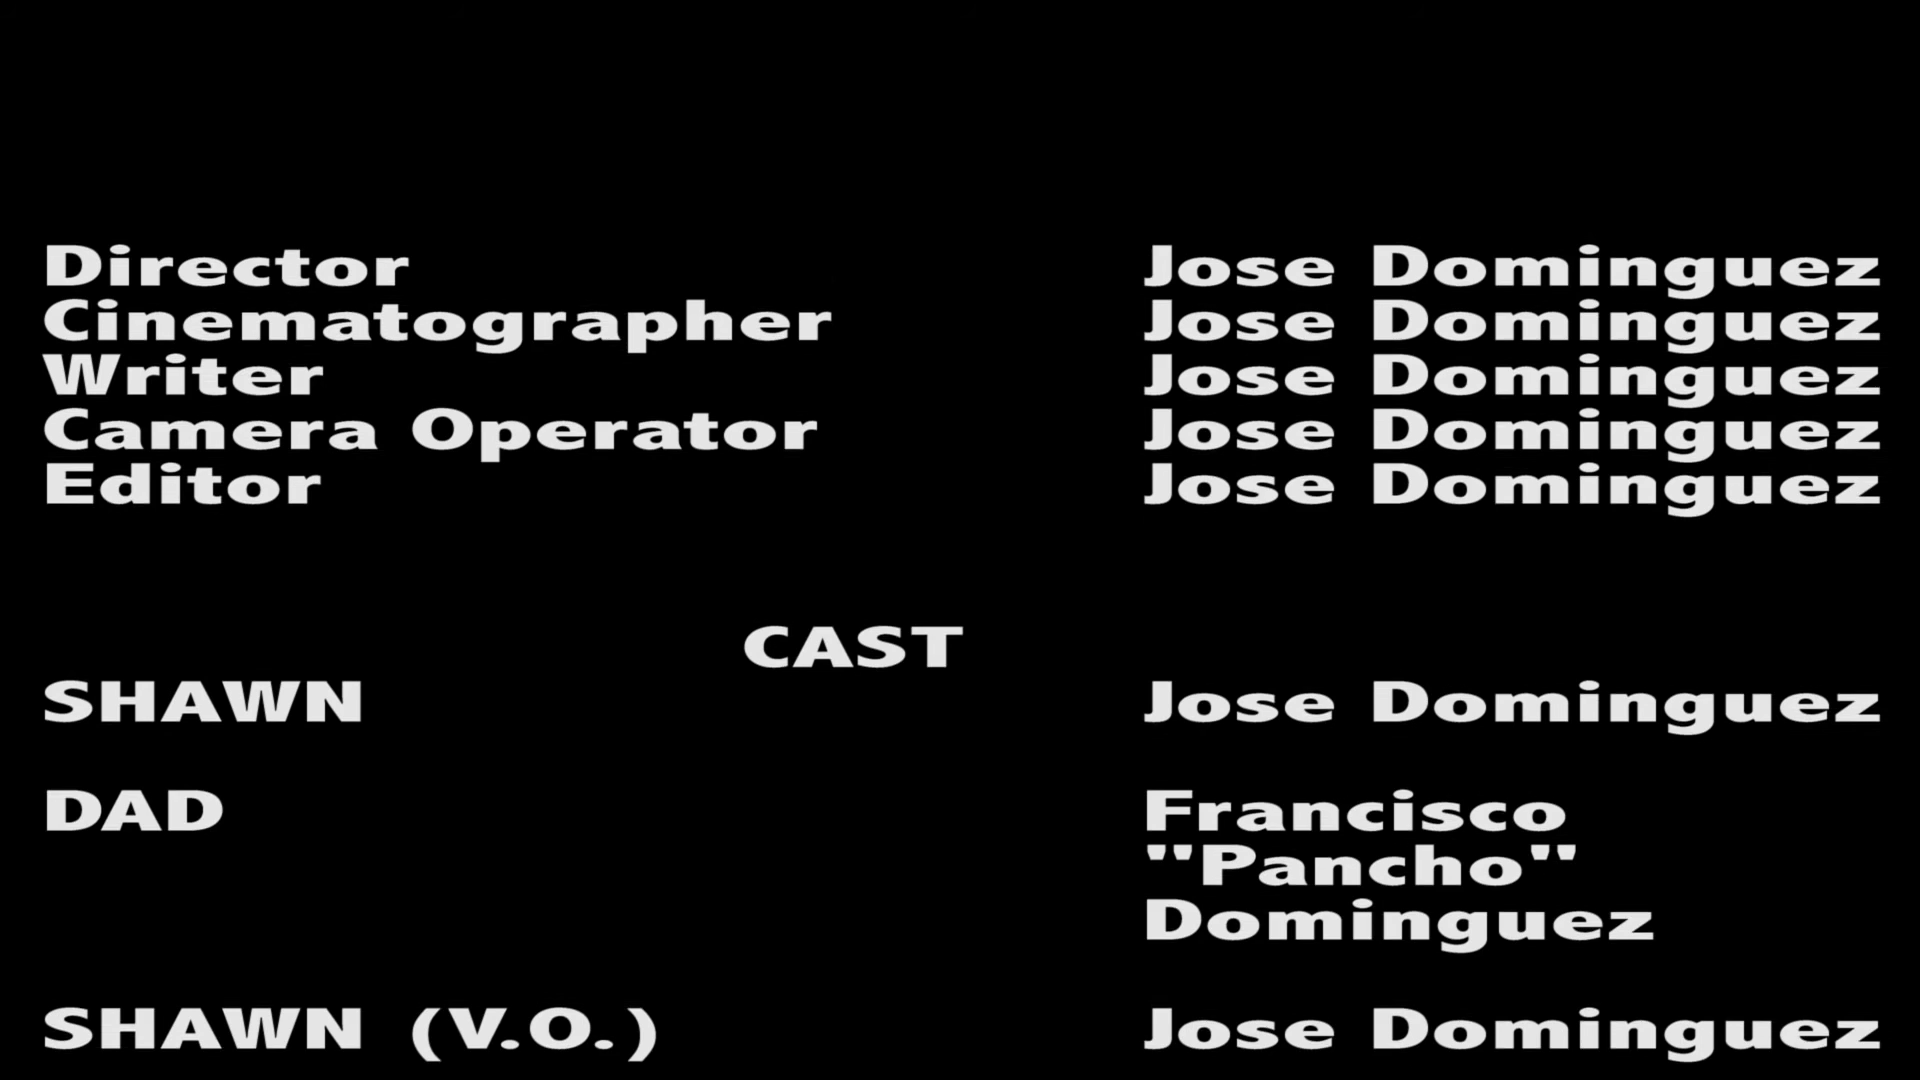 Director Jose Dominguez
Cinematographer Jose Dominguez
Writer Jose Dominguez
Camera Operator Jose Dominguez
Editor Jose Dominguez
CAST
SHAWN Jose Dominguez
DAD Francisco
"Pancho"
Dominguez
SHAWN (V.O.) Jose Dominguez